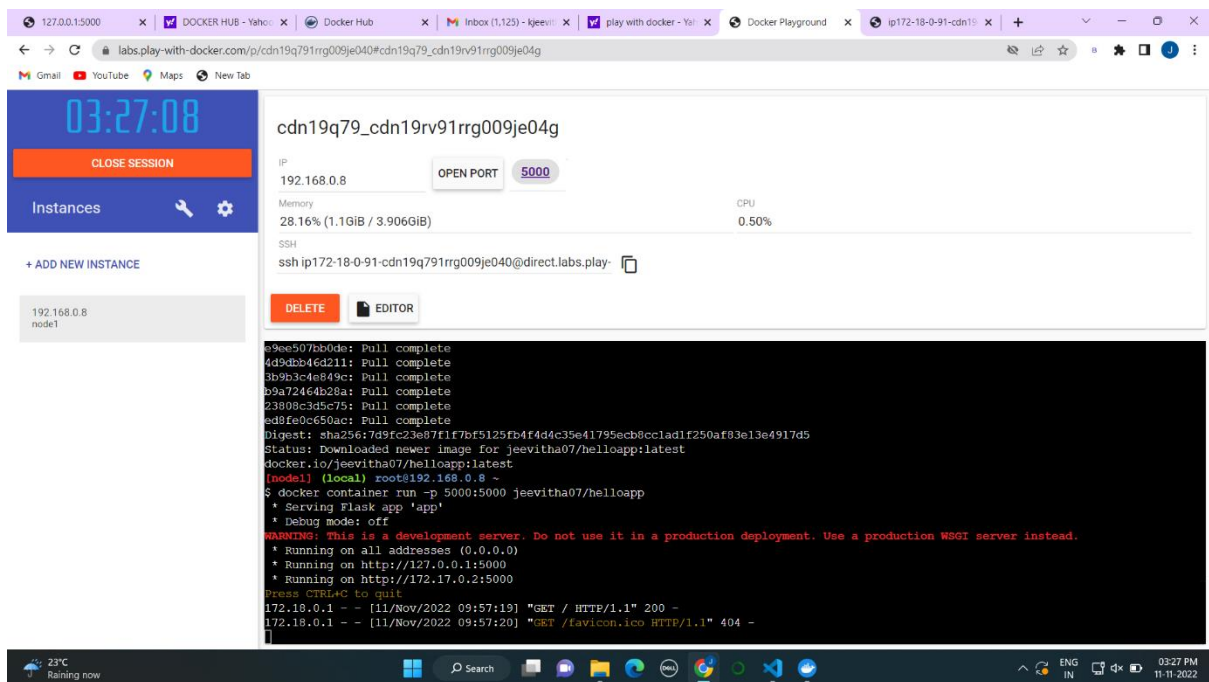 127.0.0.1:5000
DOCKER HUB - Yahoo
Docker Hub
Inbox (1,125) - kjeevit
play with docker - Yah
Docker Playground
ip172-18-0-91-cdn19
labs.play-with-docker.com/p/cdn19q791rrg009je040#cdn19q79_cdn19rv91rrg009je04g
Gmail YouTube Maps New Tab
03:27:08
CLOSE SESSION
Instances
+ ADD NEW INSTANCE
192.168.0.8
node1
cdn19q79_cdn19rv91rrg009je04g
IP
192.168.0.8
OPEN PORT 5000
Memory
28.16% (1.1GiB / 3.906GiB)
CPU
0.50%
SSH
ssh ip172-18-0-91-cdn19q791rrg009je040@direct.labs.play-
DELETE EDITOR
e9ee507bb0de: Pull complete
4d9dbb46d211: Pull complete
3b9b3c4e849c: Pull complete
b9a72464b28a: Pull complete
23808c3d5c75: Pull complete
ed8fe0c650ac: Pull complete
Digest: sha256:7d9fc23e87f1f7bf5125fb4f4d4c35e41795ecb8cc1ad1f250af83e13e4917d5
Status: Downloaded newer image for jeevitha07/helloapp:latest
docker.io/jeevitha07/helloapp:latest
[node1] (local) root@192.168.0.8 ~
$ docker container run -p 5000:5000 jeevitha07/helloapp
* Serving Flask app 'app'
* Debug mode: off
WARNING: This is a development server. Do not use it in a production deployment. Use a production WSGI server instead.
* Running on all addresses (0.0.0.0)
* Running on http://127.0.0.1:5000
* Running on http://172.17.0.2:5000
Press CTRL+C to quit
172.18.0.1 - - [11/Nov/2022 09:57:19] "GET / HTTP/1.1" 200 -
172.18.0.1 - - [11/Nov/2022 09:57:20] "GET /favicon.ico HTTP/1.1" 404 -
23°C
Raining now
Search
ENG
IN
03:27 PM
11-11-2022